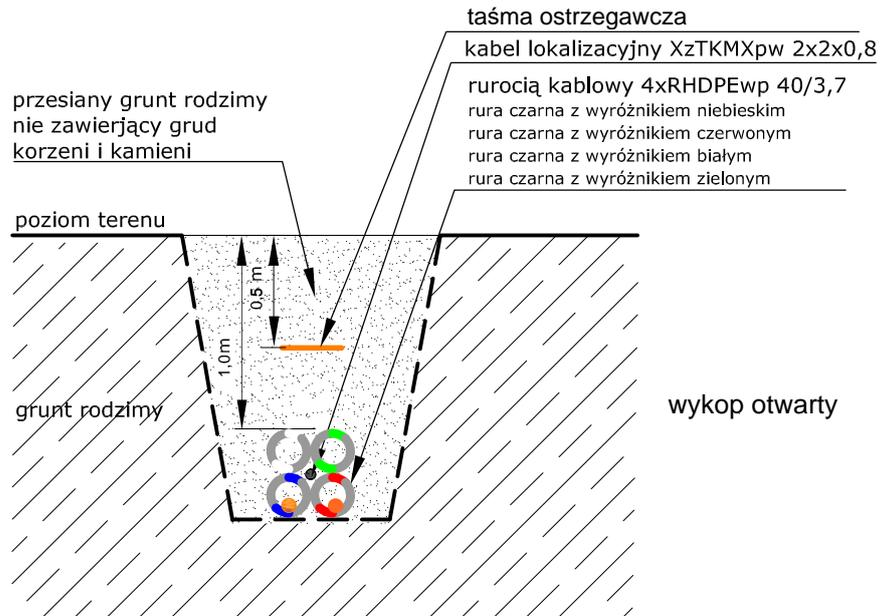 taśma ostrzegawcza
kabel lokalizacyjny XzTKMXpw 2x2x0,8
rurocią kablowy 4xRHDPEwp 40/3,7
rura czarna z wyróżnikiem niebieskim
rura czarna z wyróżnikiem czerwonym
rura czarna z wyróżnikiem białym
rura czarna z wyróżnikiem zielonym
przesiany grunt rodzimy
nie zawierjący grud
korzeni i kamieni
poziom terenu
0,5 m
1,0m
grunt rodzimy
wykop otwarty